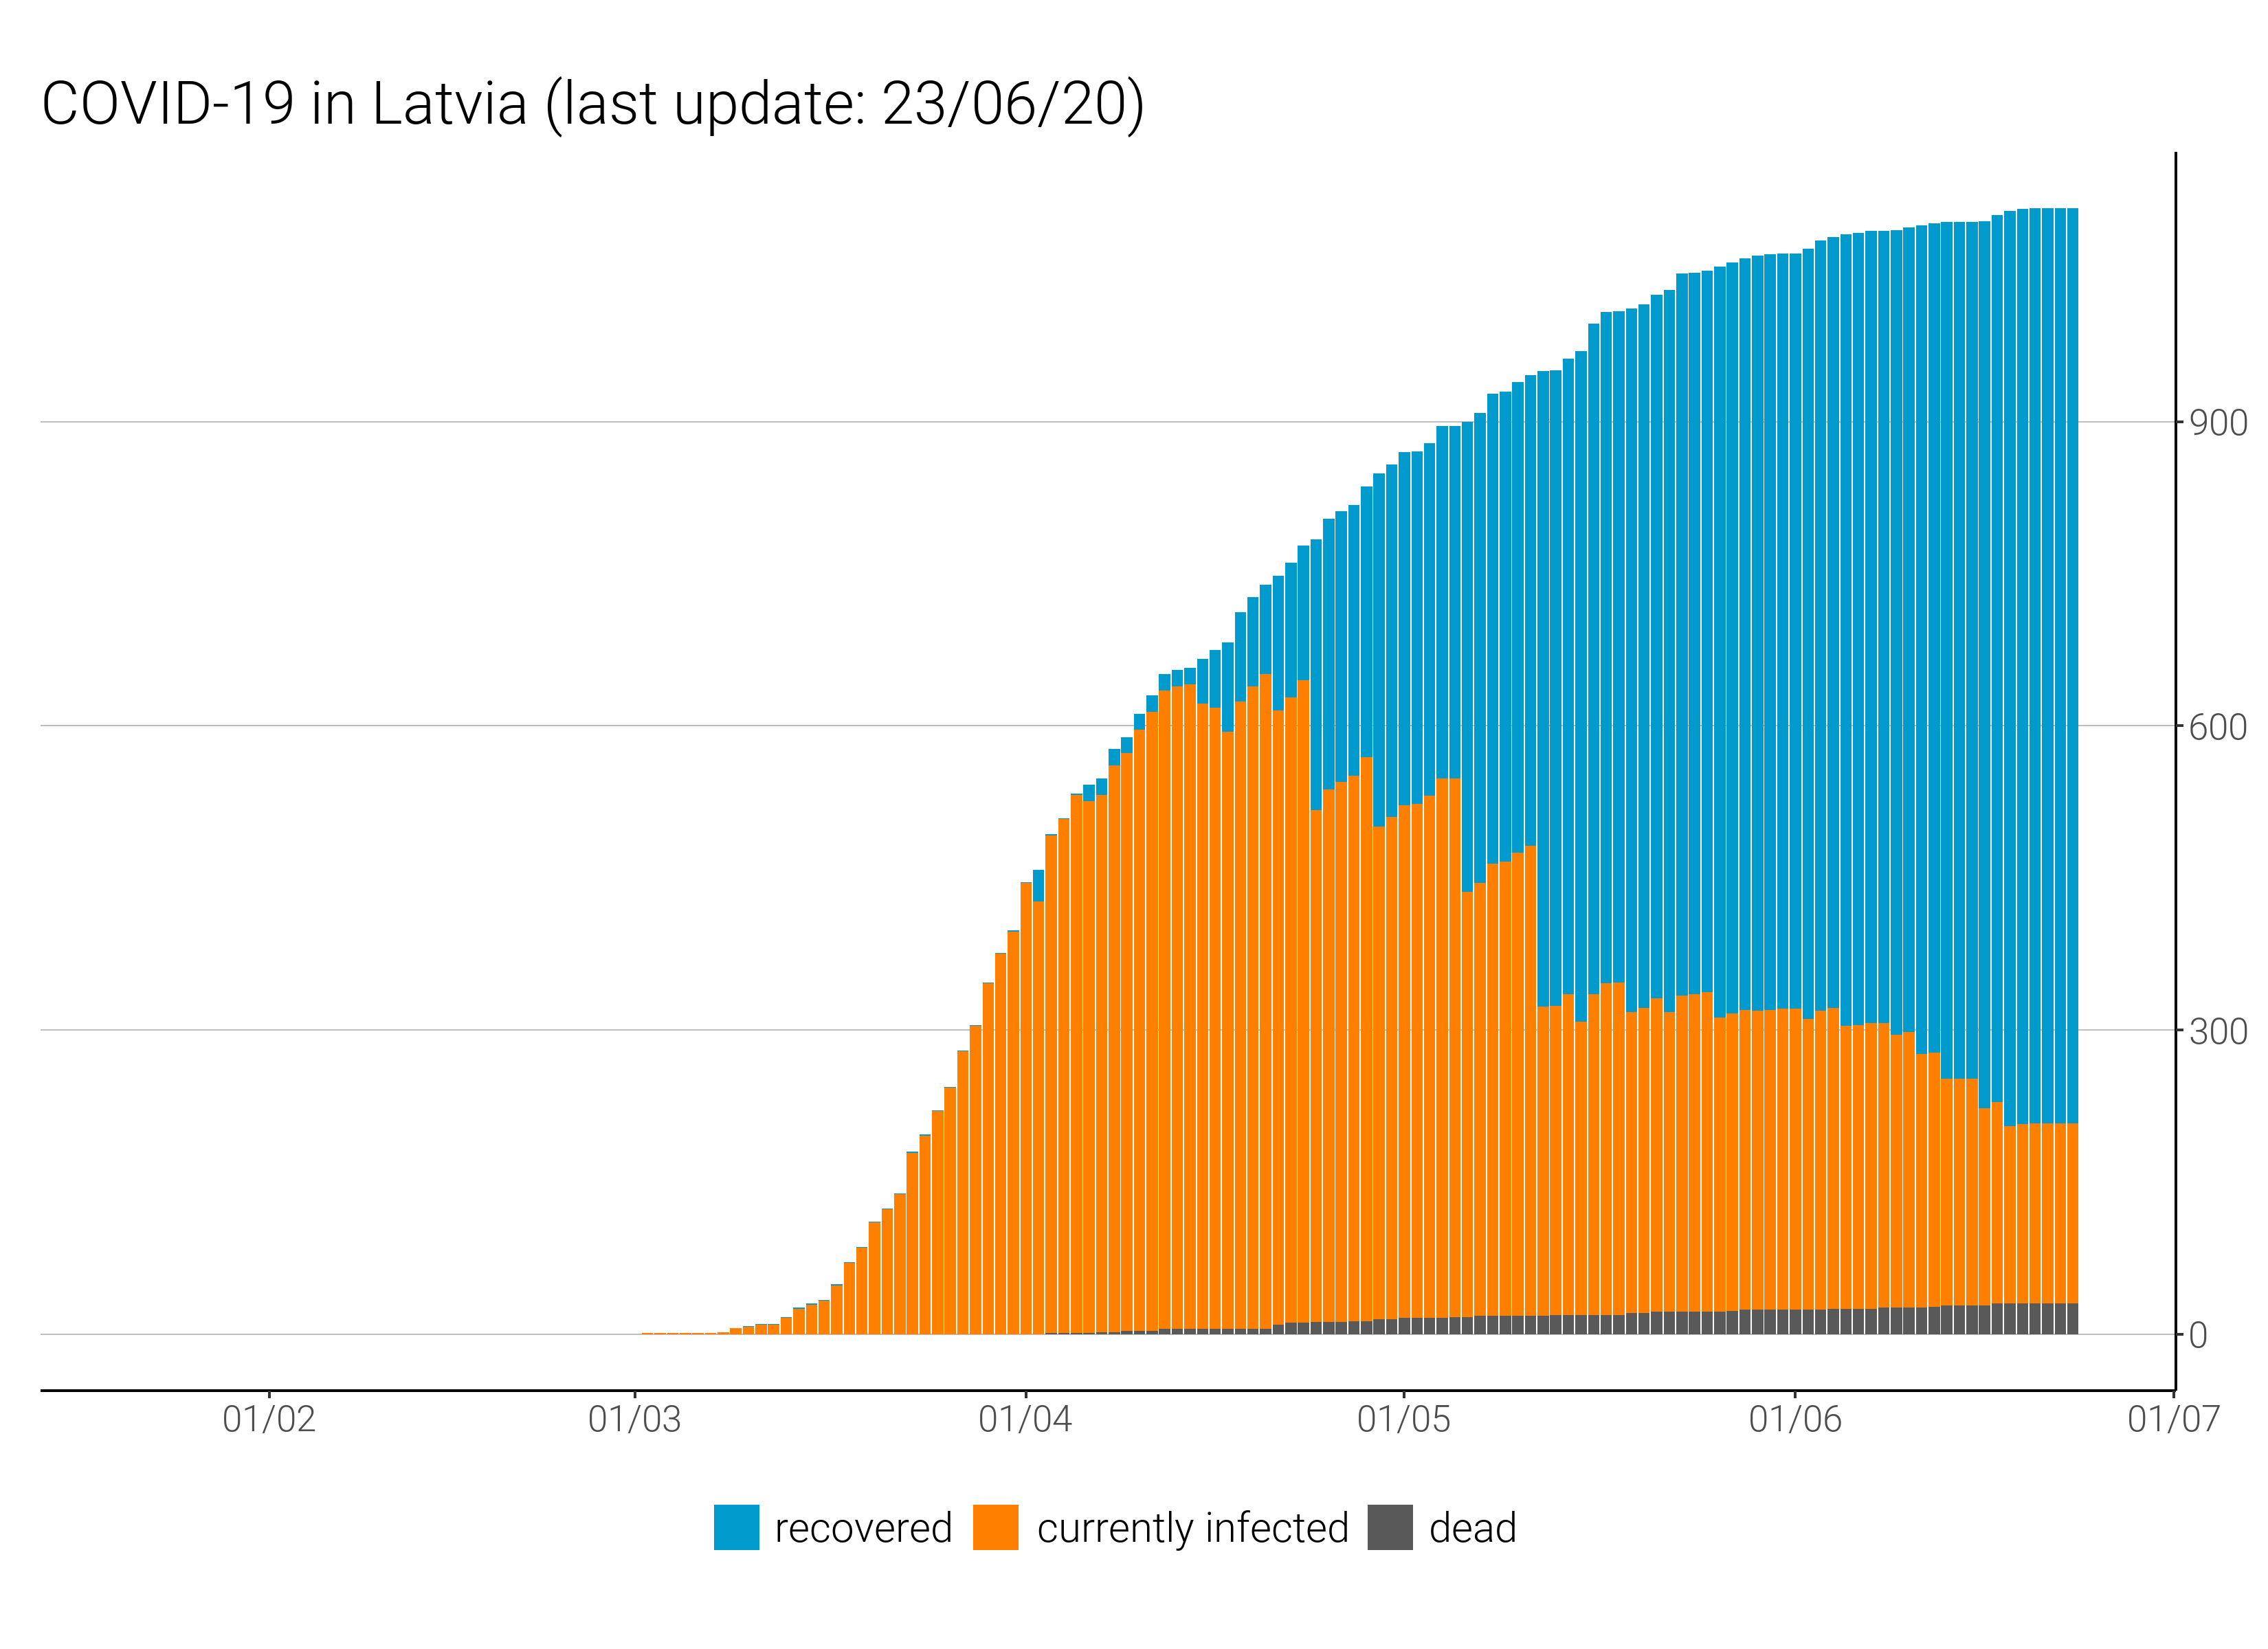 COVID-19 in Latvia (last update: 23/06/20)
900
600
300
0
01/02 01/03 01/04 01/05 01/06 01/07
recovered currently infected dead